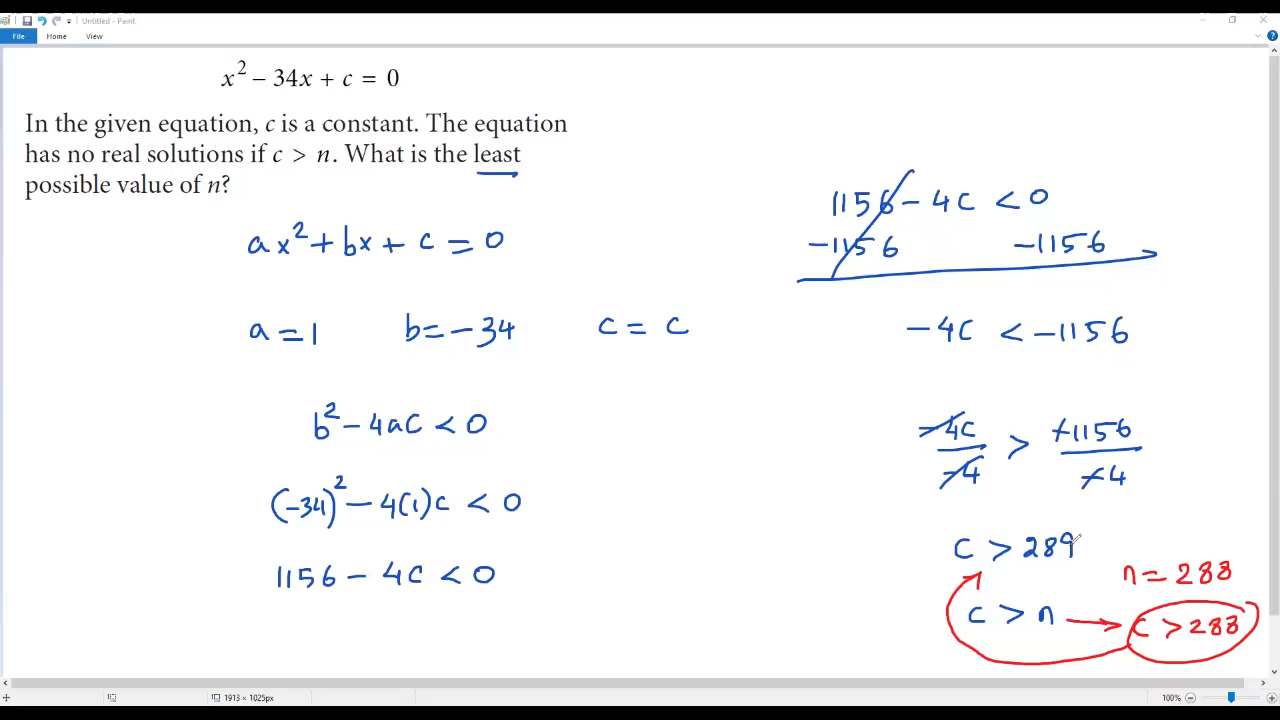 Untitled - Paint
File Home View
x² − 34x + c = 0
In the given equation, c is a constant. The equation
has no real solutions if c > n. What is the least
possible value of n?
ax² + bx + c = 0
a = 1 b = −34 c = c
b² − 4ac < 0
(−34)² − 4(1)c < 0
1156 − 4c < 0
1156 − 4c < 0
−1156 −1156
−4c < −1156
−4c/−4 > −1156/−4
c > 289
n = 288
c > n → c > 288
1913 × 1025px
100%